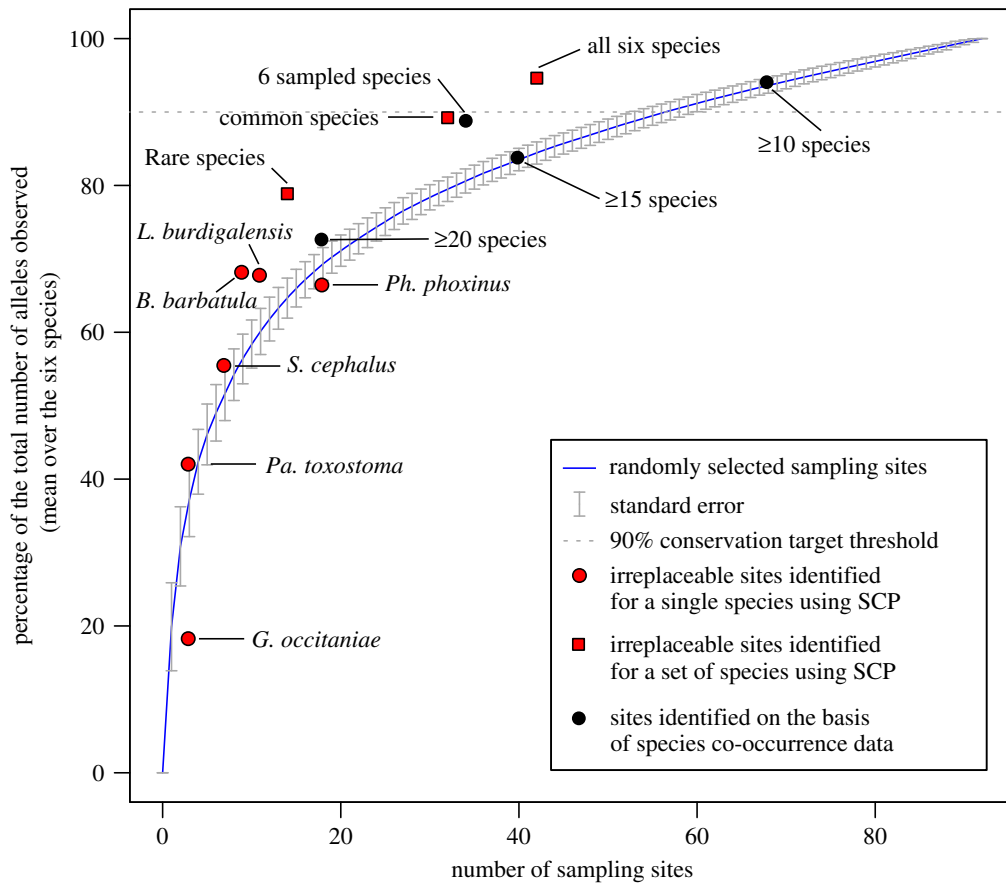 percentage of the total number of alleles observed
(mean over the six species)
100
80
60
40
20
0
0
20
40
60
80
number of sampling sites
all six species
6 sampled species
common species
≥10 species
Rare species
≥15 species
L. burdigalensis
≥20 species
B. barbatula
Ph. phoxinus
S. cephalus
Pa. toxostoma
G. occitaniae
randomly selected sampling sites
standard error
90% conservation target threshold
irreplaceable sites identified
for a single species using SCP
irreplaceable sites identified
for a set of species using SCP
sites identified on the basis
of species co-occurrence data